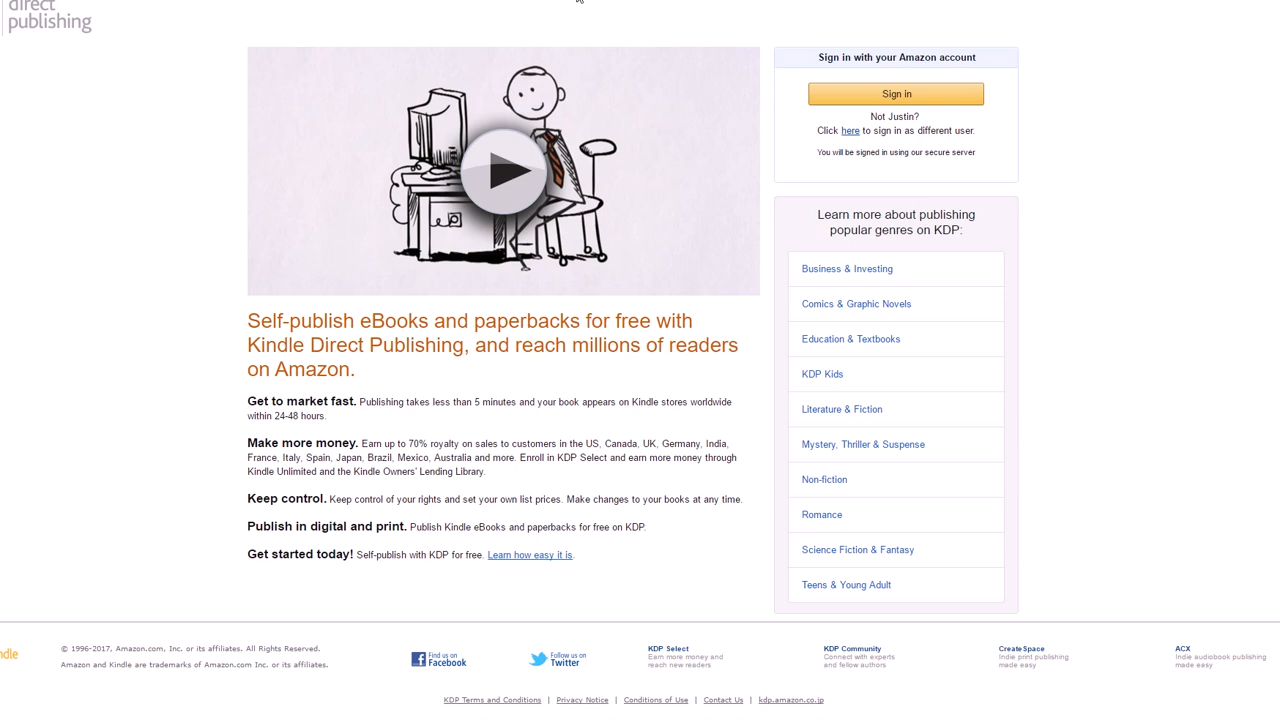 direct
publishing
Sign in with your Amazon account
Sign in
Not Justin?
Click here to sign in as different user.
You will be signed in using our secure server
Learn more about publishing
popular genres on KDP:
Business & Investing
Comics & Graphic Novels
Education & Textbooks
KDP Kids
Literature & Fiction
Mystery, Thriller & Suspense
Non-fiction
Romance
Science Fiction & Fantasy
Teens & Young Adult
Self-publish eBooks and paperbacks for free with
Kindle Direct Publishing, and reach millions of readers
on Amazon.
Get to market fast. Publishing takes less than 5 minutes and your book appears on Kindle stores worldwide
within 24-48 hours.
Make more money. Earn up to 70% royalty on sales to customers in the US, Canada, UK, Germany, India,
France, Italy, Spain, Japan, Brazil, Mexico, Australia and more. Enroll in KDP Select and earn more money through
Kindle Unlimited and the Kindle Owners' Lending Library.
Keep control. Keep control of your rights and set your own list prices. Make changes to your books at any time.
Publish in digital and print. Publish Kindle eBooks and paperbacks for free on KDP.
Get started today! Self-publish with KDP for free. Learn how easy it is.
ndle
© 1996-2017, Amazon.com, Inc. or its affiliates. All Rights Reserved.
Amazon and Kindle are trademarks of Amazon.com Inc. or its affiliates.
Find us on
Facebook
Follow us on
Twitter
KDP Select
Earn more money and
reach new readers
KDP Community
Connect with experts
and fellow authors
CreateSpace
Indie print publishing
made easy
ACX
Indie audiobook publishing
made easy
KDP Terms and Conditions | Privacy Notice | Conditions of Use | Contact Us | kdp.amazon.co.jp